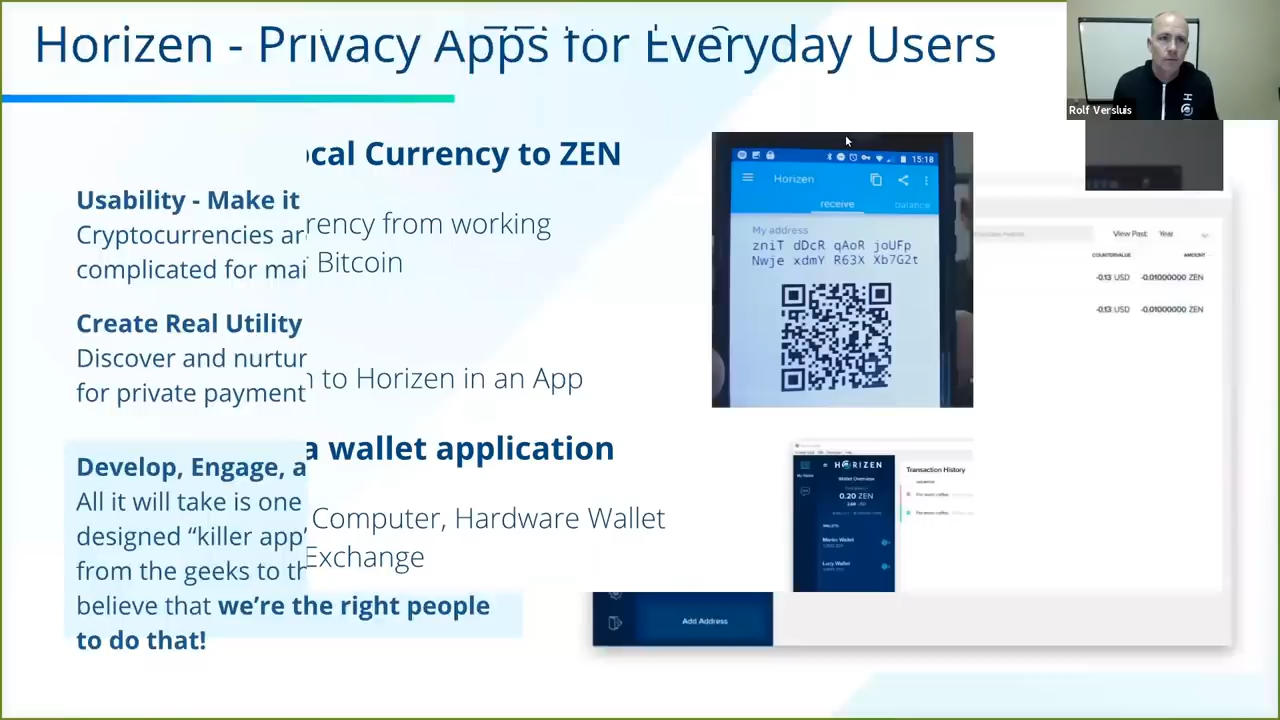 Horizen - Privacy Apps for Everyday Users
Rolf Versluis
ocal Currency to ZEN
Usability - Make it
rency from working
Cryptocurrencies ar
Bitcoin
complicated for mai
Create Real Utility
Discover and nurtur
n to Horizen in an App
for private payment
a wallet application
Develop, Engage, a
All it will take is one
Computer, Hardware Wallet
designed “killer app’
Exchange
from the geeks to th
believe that we’re the right people
to do that!
15:18
Horizen
receive
balance
My address
zniT dDcR qAoR joUFp
Nwje xdmY R63X Xb7G2t
View Past: Year
COUNTERVALUE AMOUNT
-0.13 USD -0.01000000 ZEN
-0.13 USD -0.01000000 ZEN
HORIZEN
Wallet Overview
0.20 ZEN
WALLETS
Marie Wallet
Lucy Wallet
Transaction History
Add Address